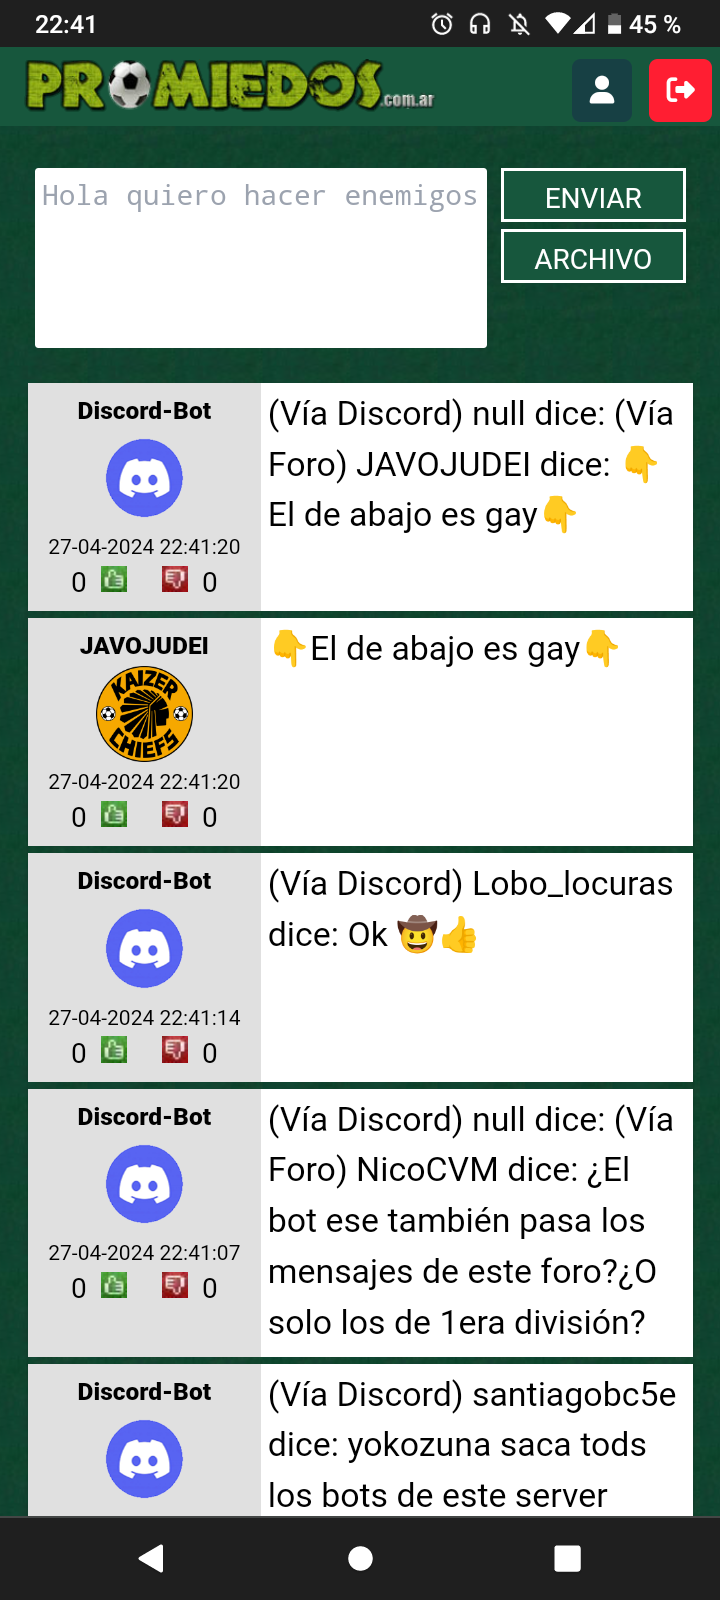 22:41
45 %
PROMIEDOS.com.ar
Hola quiero hacer enemigos
ENVIAR
ARCHIVO
Discord-Bot
27-04-2024 22:41:20
0 0
(Vía Discord) null dice: (Vía
Foro) JAVOJUDEI dice: 👇
El de abajo es gay👇
JAVOJUDEI
KAIZER
CHIEFS
27-04-2024 22:41:20
0 0
👇El de abajo es gay👇
Discord-Bot
27-04-2024 22:41:14
0 0
(Vía Discord) Lobo_locuras
dice: Ok 🤠👍
Discord-Bot
27-04-2024 22:41:07
0 0
(Vía Discord) null dice: (Vía
Foro) NicoCVM dice: ¿El
bot ese también pasa los
mensajes de este foro?¿O
solo los de 1era división?
Discord-Bot
(Vía Discord) santiagobc5e
dice: yokozuna saca tods
los bots de este server